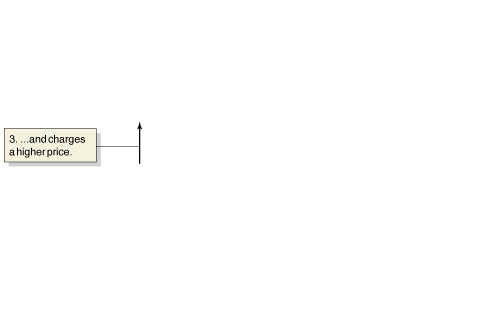 3. ...and charges
a higher price.